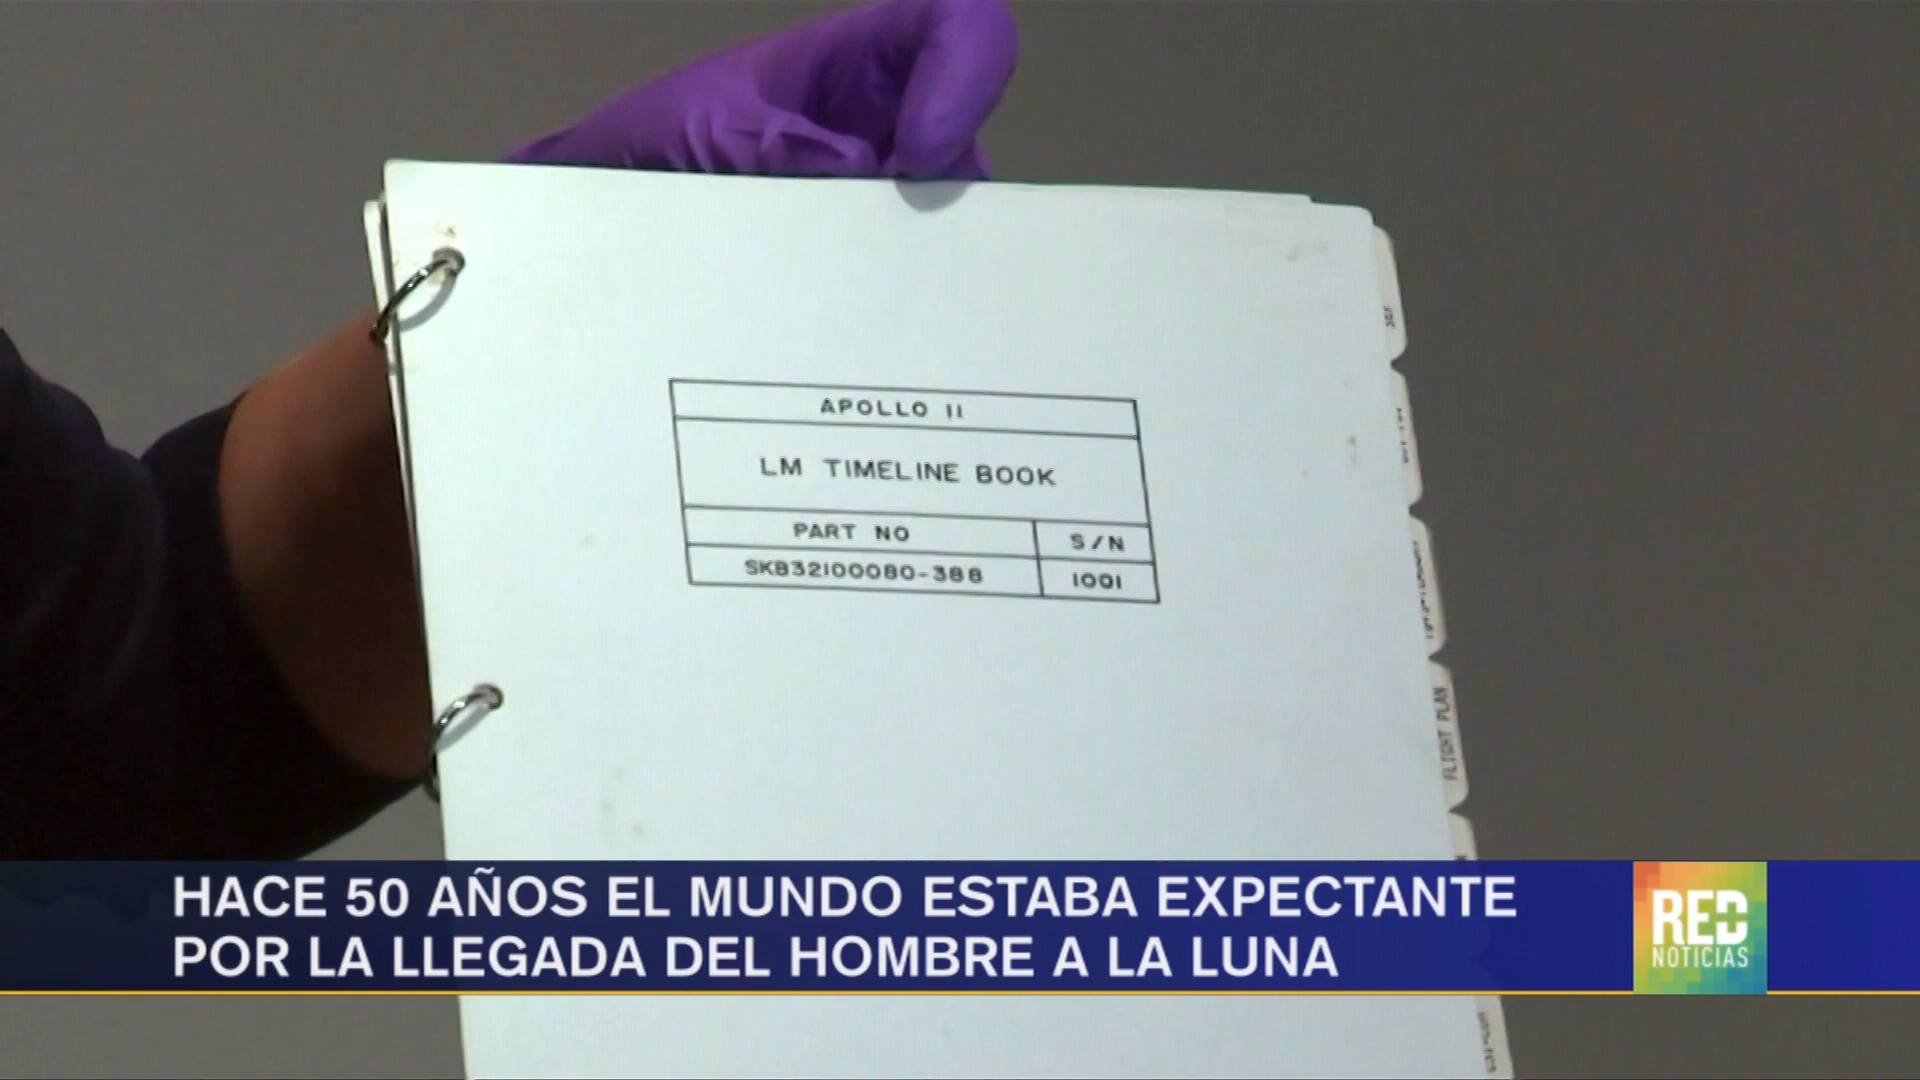 APOLLO 11
LM TIMELINE BOOK
PART NO
S/N
SKB32100080-388
1001
FLIGHT PLAN
HACE 50 AÑOS EL MUNDO ESTABA EXPECTANTE
POR LA LLEGADA DEL HOMBRE A LA LUNA
RED
NOTICIAS